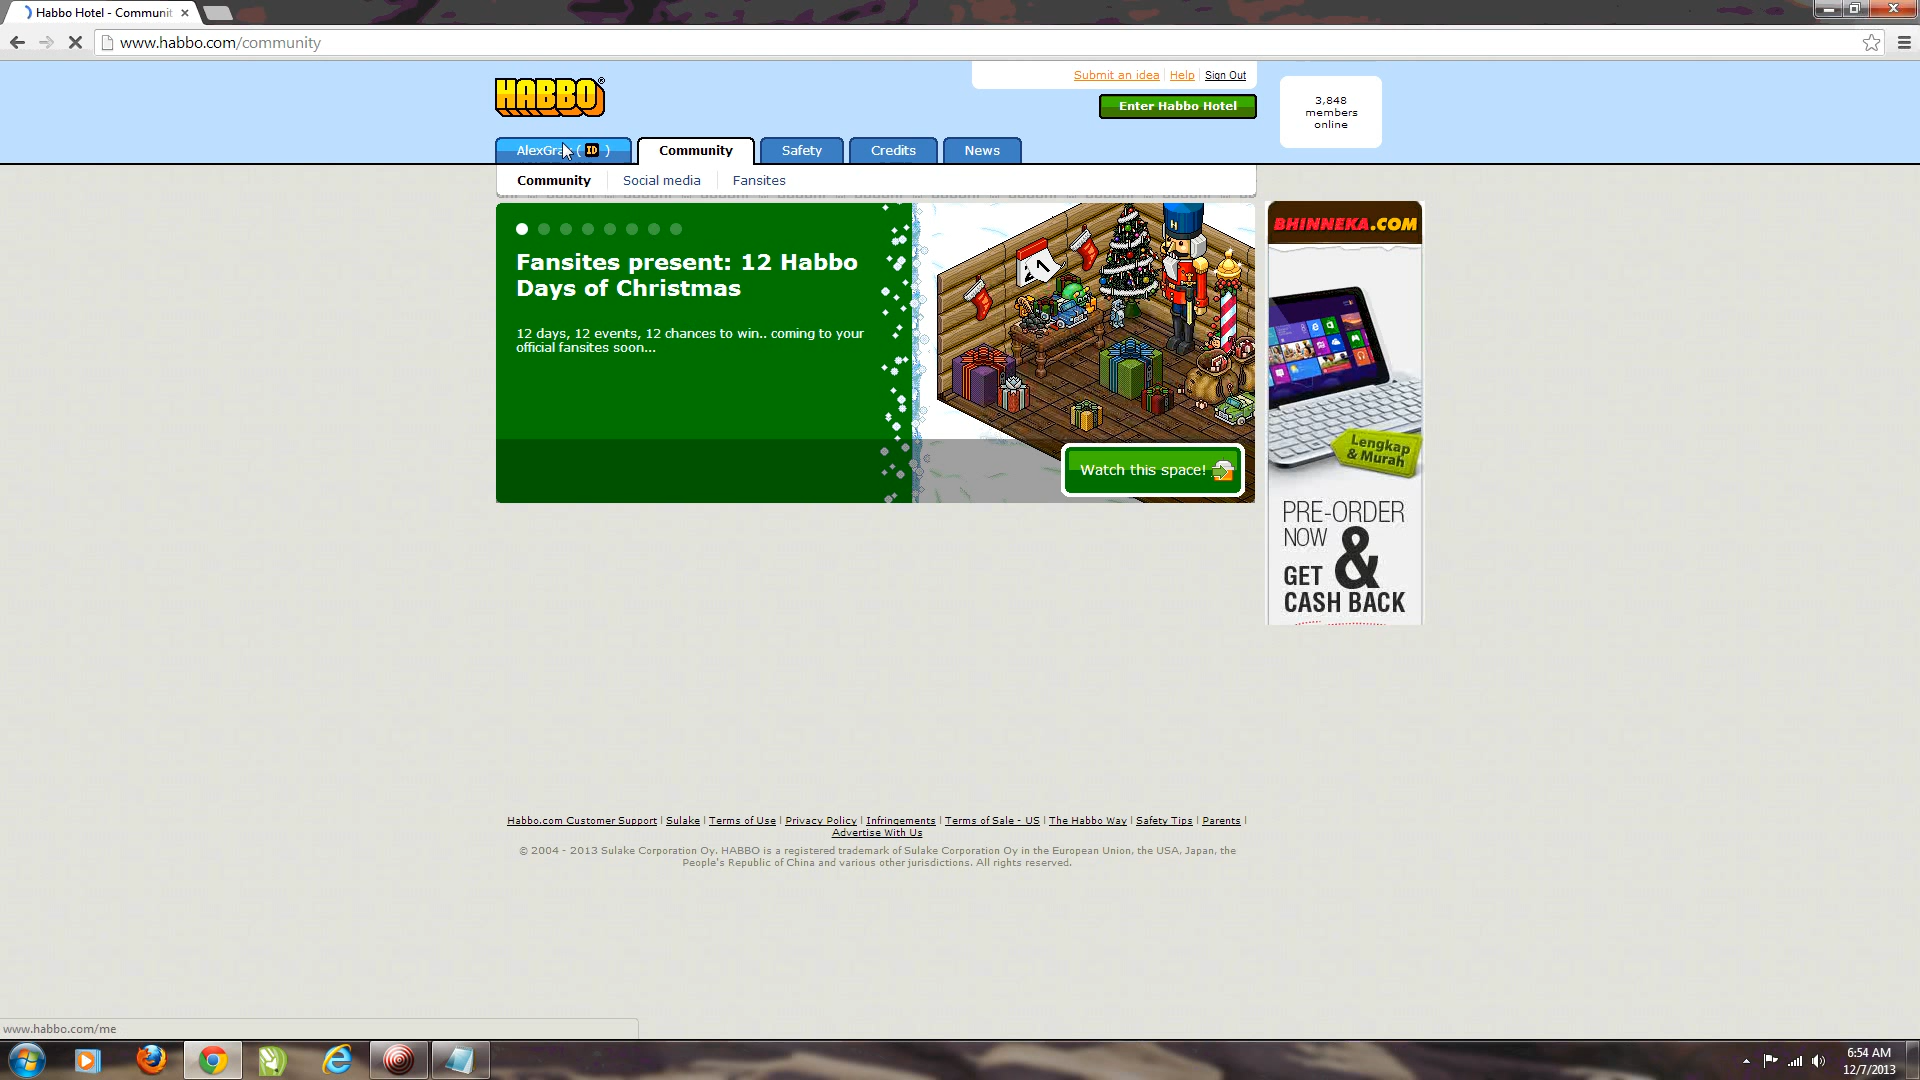 Habbo Hotel - Communit
www.habbo.com/community
HABBO
Submit an idea | Help | Sign Out
Enter Habbo Hotel
3,848
members
online
( ID )
Community
Safety
Credits
News
Community
Social media
Fansites
Fansites present: 12 Habbo
Days of Christmas
12 days, 12 events, 12 chances to win.. coming to your
official fansites soon...
Watch this space!
BHINNEKA.COM
Lengkap
& Murah
PRE-ORDER
NOW &
GET
CASH BACK
Habbo.com Customer Support | Sulake | Terms of Use | Privacy Policy | Infringements | Terms of Sale - US | The Habbo Way | Safety Tips | Parents |
Advertise With Us
© 2004 - 2013 Sulake Corporation Oy. HABBO is a registered trademark of Sulake Corporation Oy in the European Union, the USA, Japan, the
People's Republic of China and various other jurisdictions. All rights reserved.
www.habbo.com/me
6:54 AM
12/7/2013